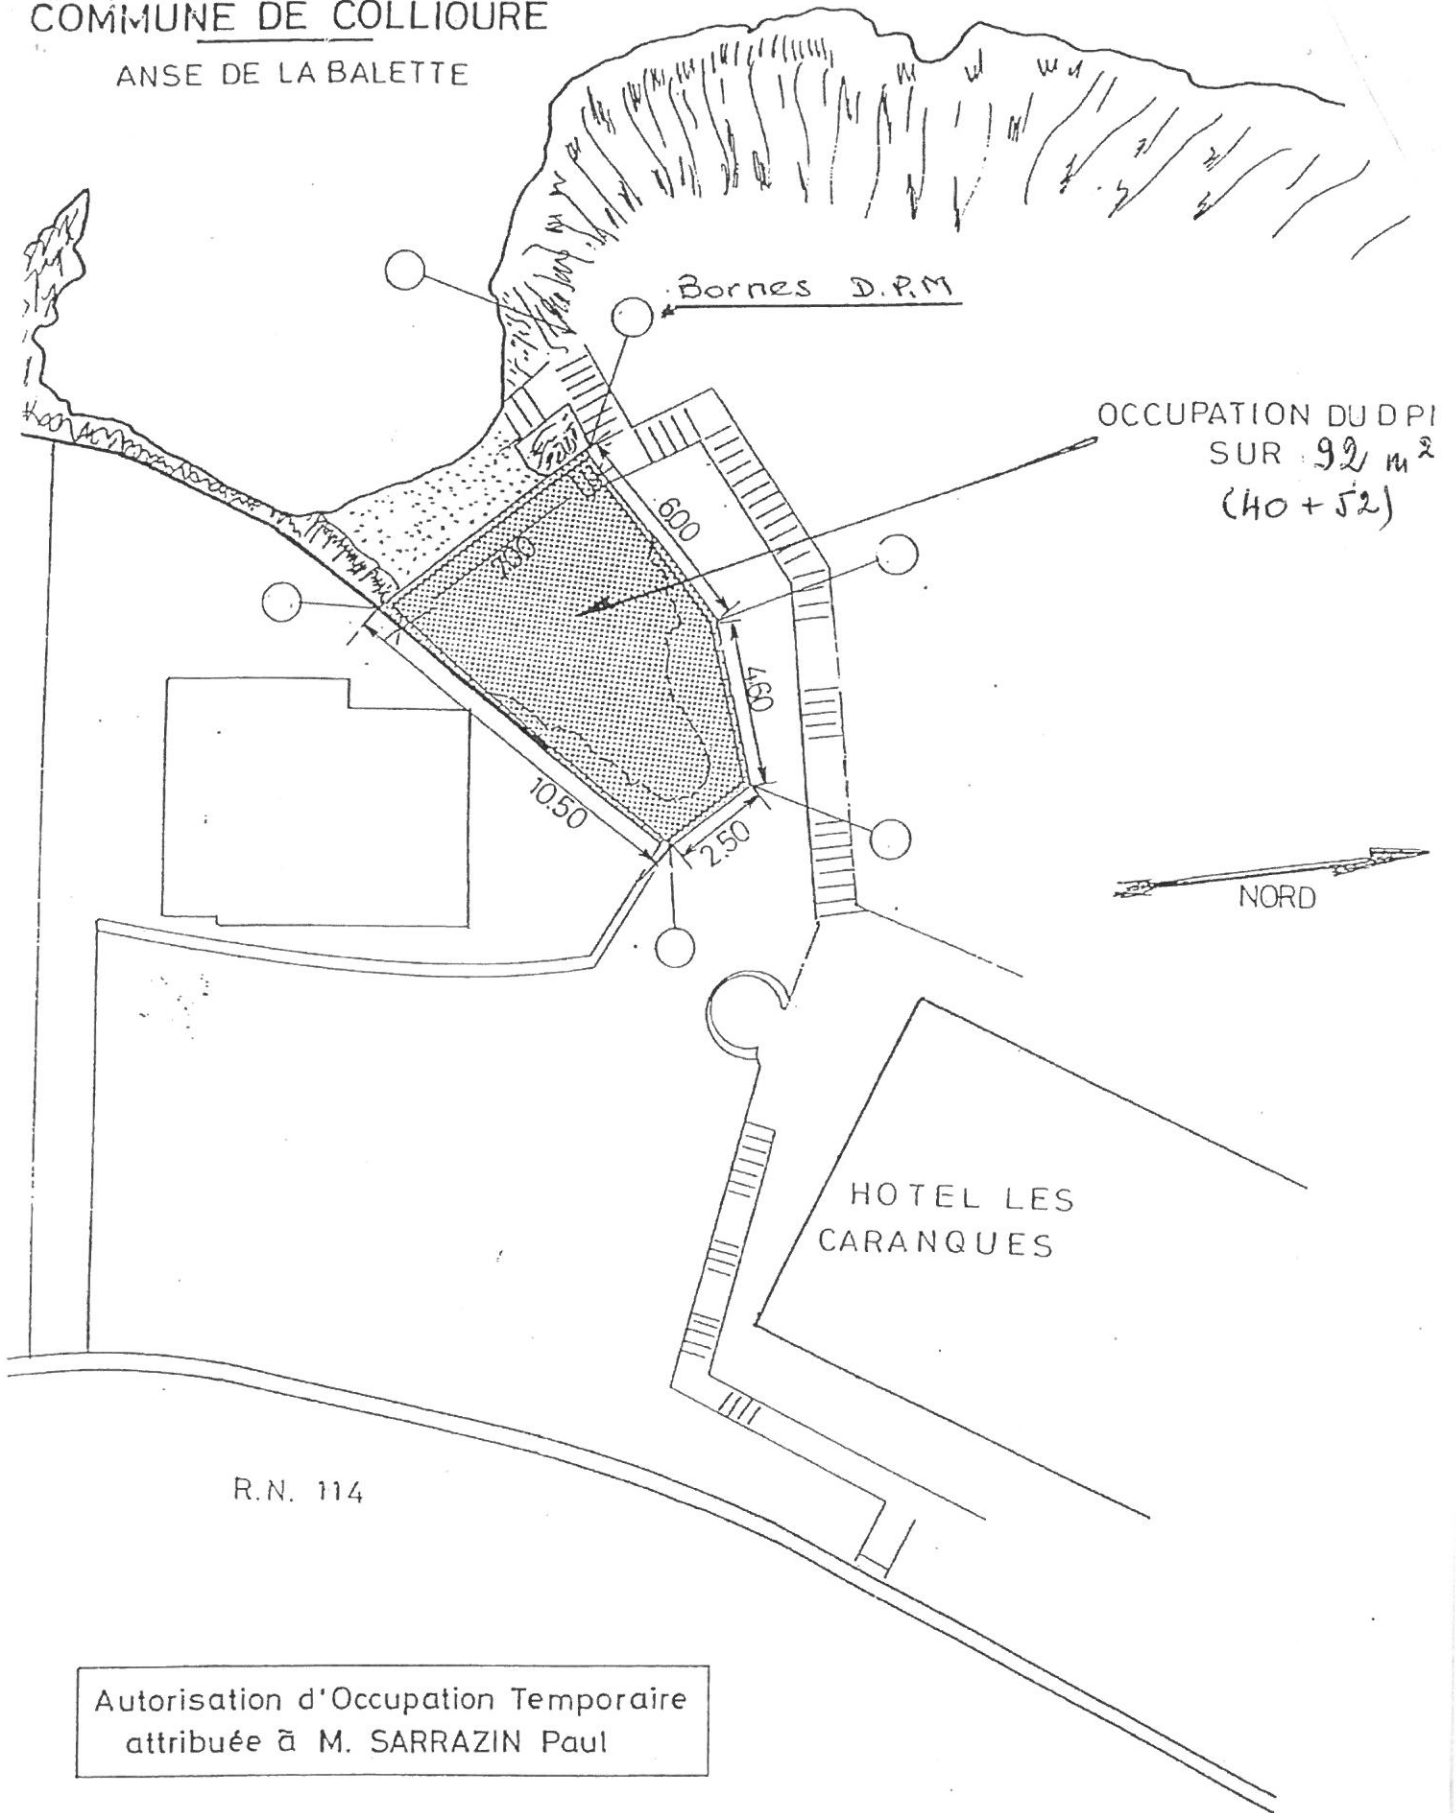 COMMUNE DE COLLIOURE
ANSE DE LA BALETTE
Bornes D.P.M
OCCUPATION DU D PI
SUR 92 m²
(40 + 52)
6.00
7.00
4.60
10.50
2.50
NORD
HOTEL LES
CARANQUES
R.N. 114
Autorisation d'Occupation Temporaire
attribuée à M. SARRAZIN Paul